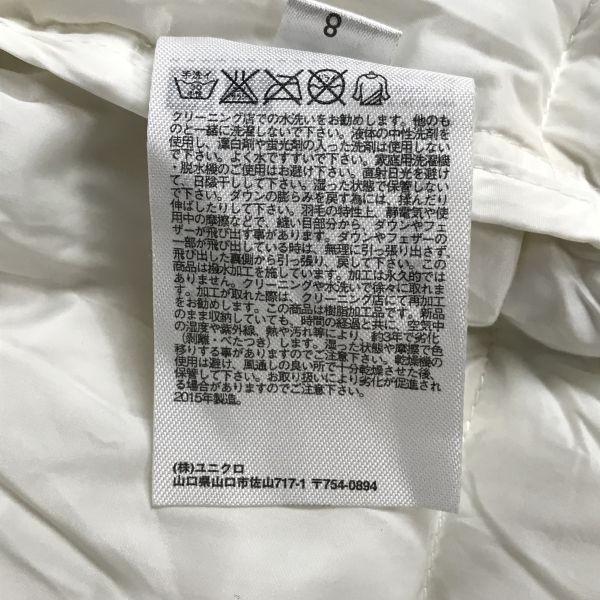 8
手洗イ
クリーニング店での水洗いをお勧めします。他のも
のと一緒に洗濯しないで下さい。液体の中性洗剤を
使用し、漂白剤や蛍光剤の入った洗剤は使用しない
で下さい。よく水ですすいで下さい。家庭用洗濯機
、脱水機のご使用はお避け下さい。直射日光を避け
て、日陰干しして下さい。湿った状態で保管しない
で下さい。ダウンの膨らみを戻す為には、揉んだり
伸ばしたりして下さい。羽毛の特性上、静電気や使
用中の摩擦などで、縫い目部分から、ダウンやフェ
ザーが飛び出す事があります。ダウンやフェザーの
一部が飛び出している時は、無理に引っ張り出さず、
飛び出した裏側から引っ張り、戻して下さい。この
商品は撥水加工を施しています。加工は永久的では
ありません。クリーニングや水洗いで徐々に取れま
す。加工が取れた際は、クリーニング店にて再加工
をお勧めします。この商品は樹脂加工品です。新品
のまま収納していても、時間の経過と共に、空気中
の湿度や紫外線、熱や汚れ等により、約3年で劣化
（剥離・べたつき）します。湿った状態や摩擦で色
移りする事がありますのでご注意下さい。乾燥機の
使用は避け、風通しの良い所で十分乾燥させた後、
保管して下さい。お取り扱いにより劣化が促進され
る場合がありますのでご注意下さい。
2015年製造。
(株)ユニクロ
山口県山口市佐山717-1 〒754-0894